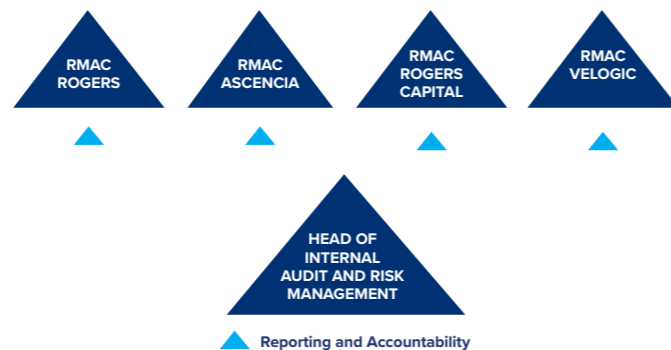 RMAC
ROGERS
RMAC
ASCENCIA
RMAC
ROGERS
CAPITAL
RMAC
VELOGIC
HEAD OF
INTERNAL
AUDIT AND RISK
MANAGEMENT
Reporting and Accountability